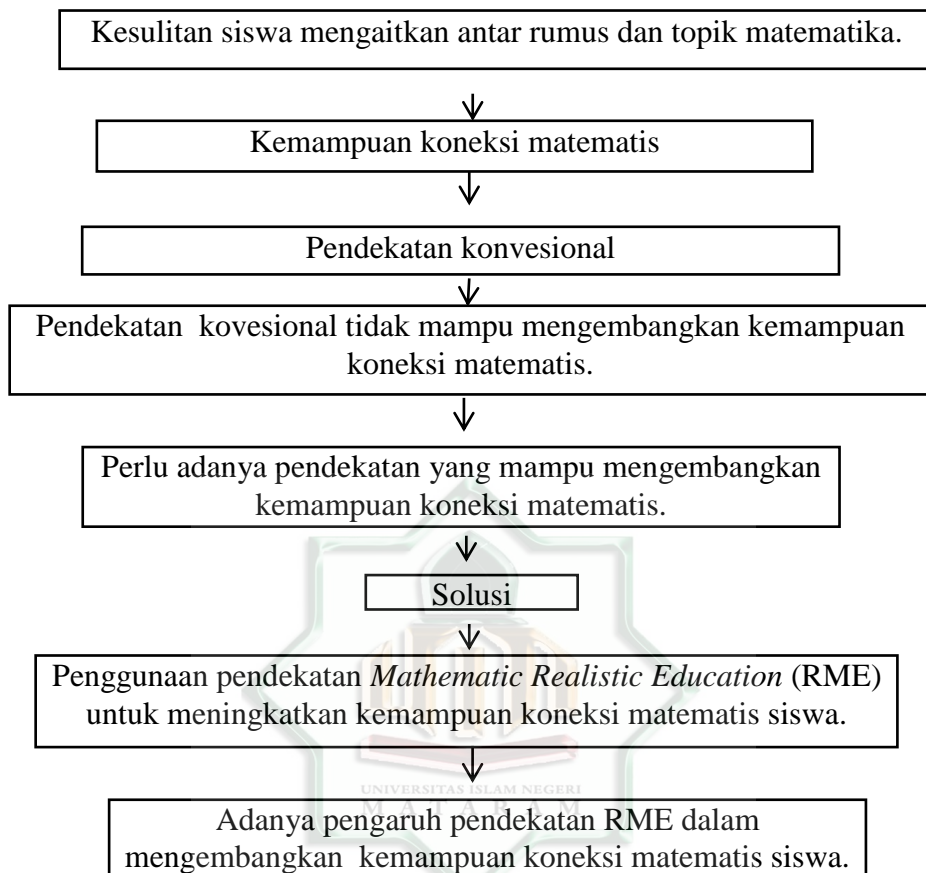 Kesulitan siswa mengaitkan antar rumus dan topik matematika.
Kemampuan koneksi matematis
Pendekatan konvesional
Pendekatan kovesional tidak mampu mengembangkan kemampuan
koneksi matematis.
Perlu adanya pendekatan yang mampu mengembangkan
kemampuan koneksi matematis.
Solusi
Penggunaan pendekatan Mathematic Realistic Education (RME)
untuk meningkatkan kemampuan koneksi matematis siswa.
UNIVERSITAS ISLAM NEGERI
MATARAM
Adanya pengaruh pendekatan RME dalam
mengembangkan kemampuan koneksi matematis siswa.